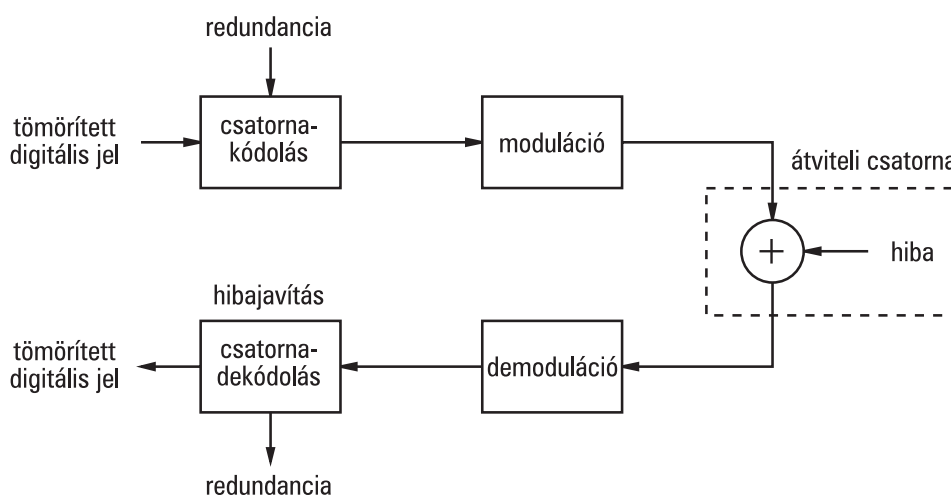 redundancia
tömörített
digitális jel
csatorna-
kódolás
moduláció
átviteli csatorna
+
hiba
hibajavítás
tömörített
digitális jel
csatorna-
dekódolás
demoduláció
redundancia